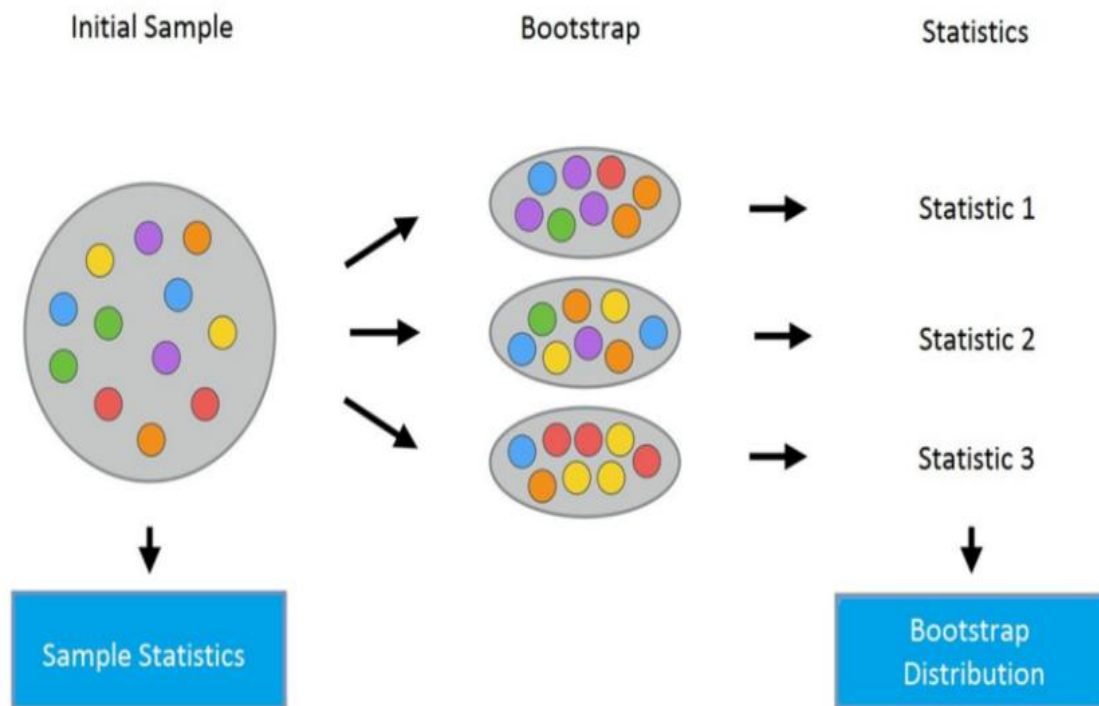 Initial Sample
Bootstrap
Statistics
Statistic 1
Statistic 2
Statistic 3
Sample Statistics
Bootstrap
Distribution